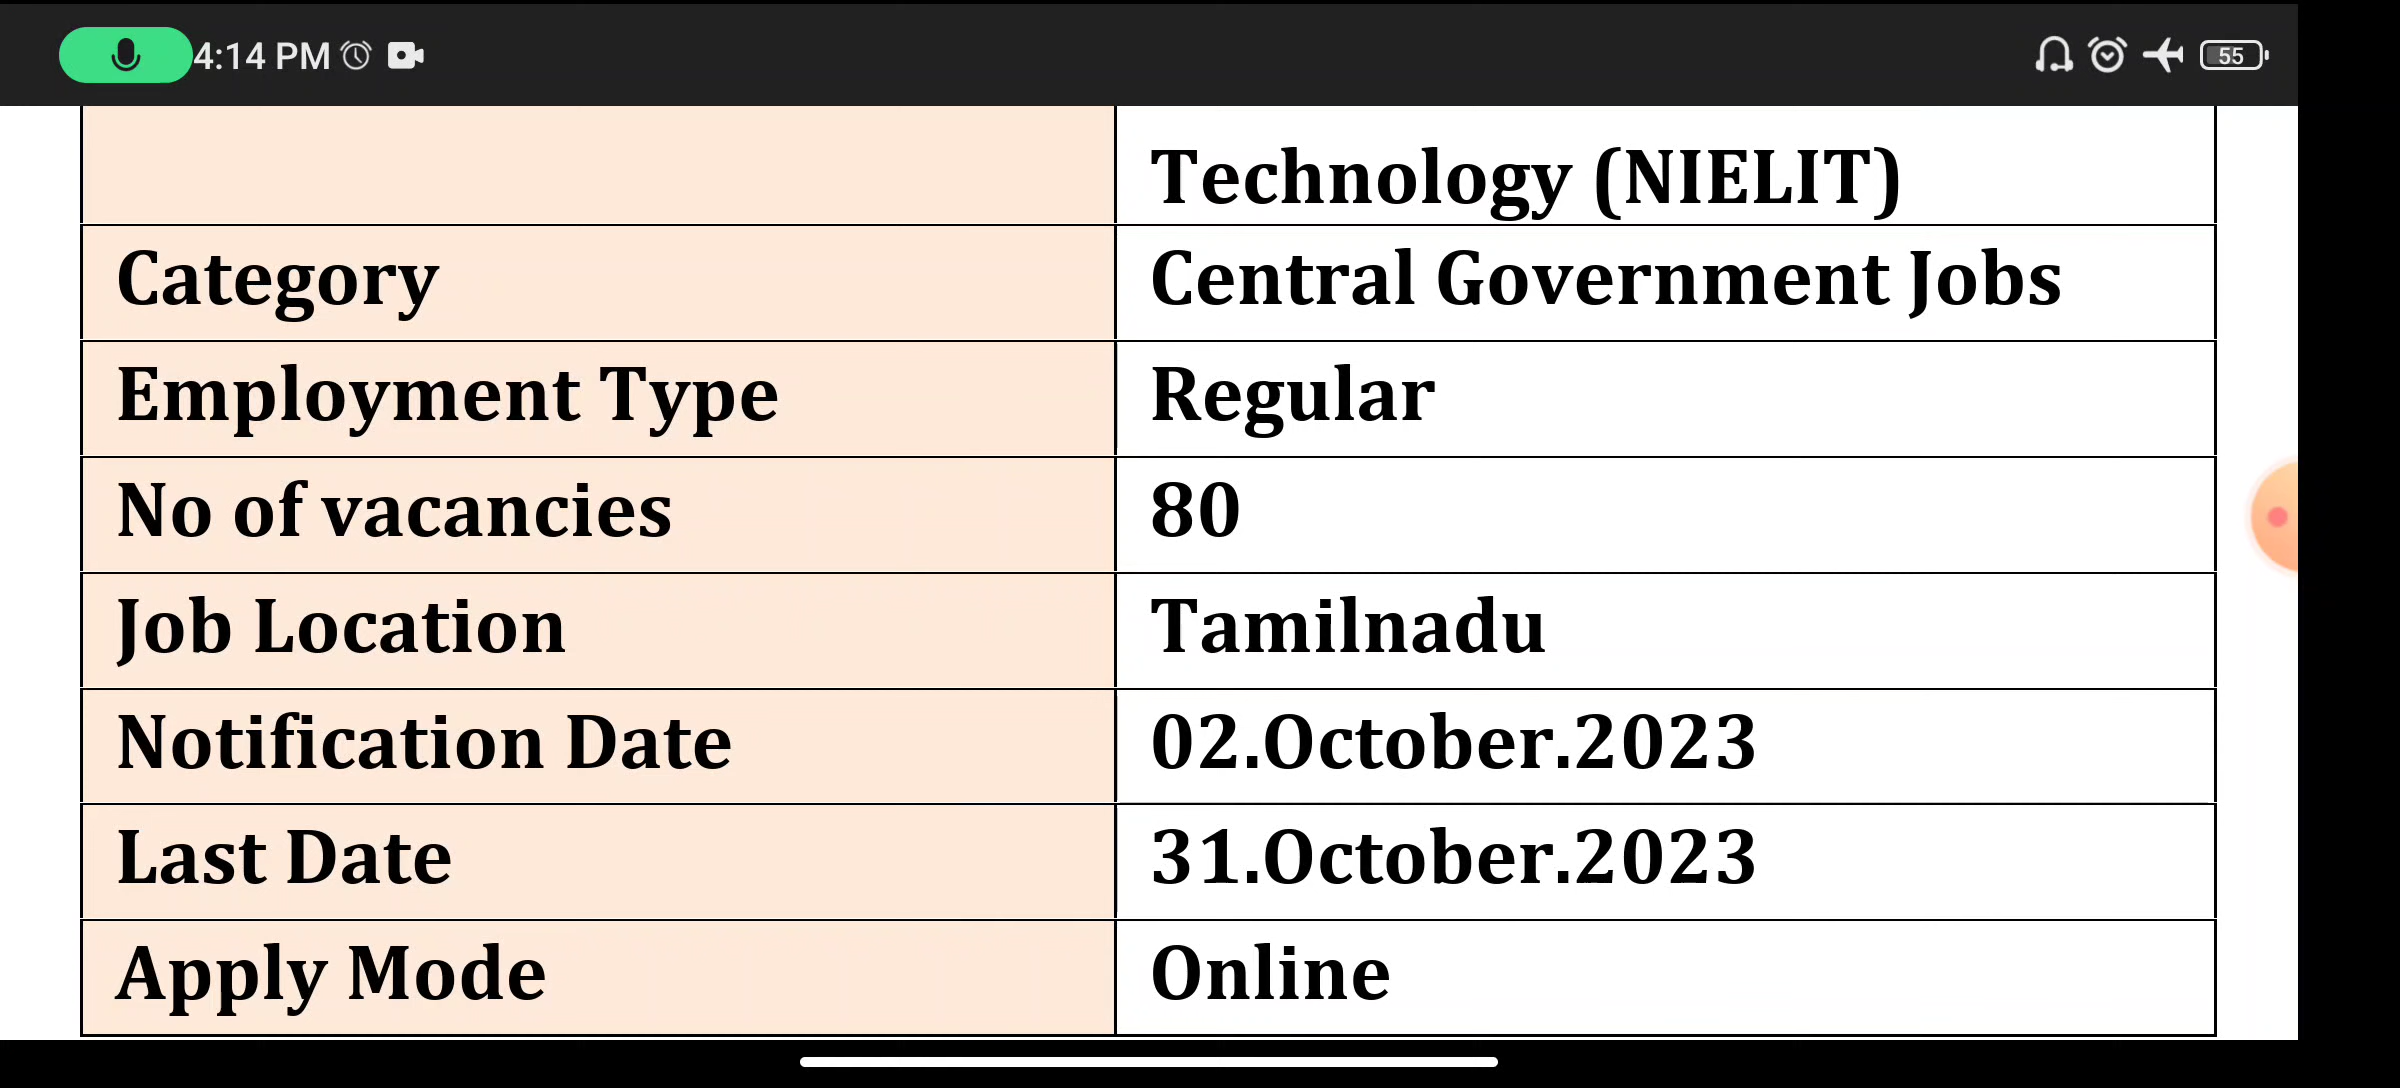 4:14 PM
55
Technology (NIELIT)
Category Central Government Jobs
Employment Type Regular
No of vacancies 80
Job Location Tamilnadu
Notification Date 02.October.2023
Last Date 31.October.2023
Apply Mode Online